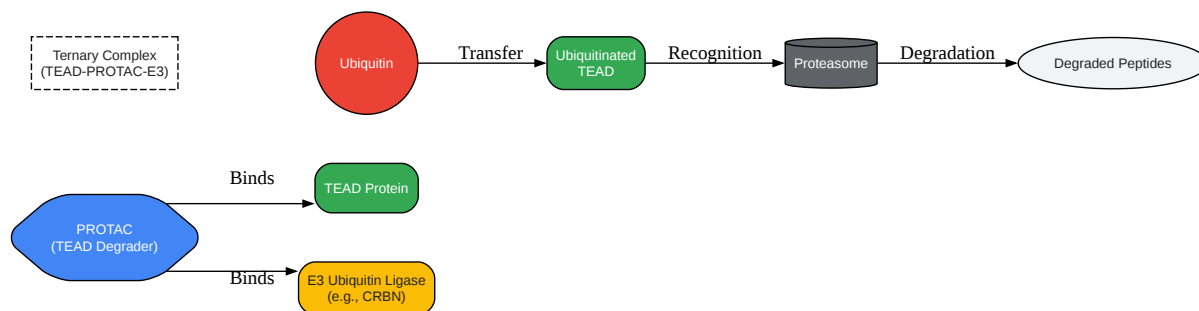 Ternary Complex
(TEAD-PROTAC-E3)
Ubiquitin
Transfer
Ubiquitinated
TEAD
Recognition
Proteasome
Degradation
Degraded Peptides
Binds
TEAD Protein
PROTAC
(TEAD Degrader)
Binds
E3 Ubiquitin Ligase
(e.g., CRBN)